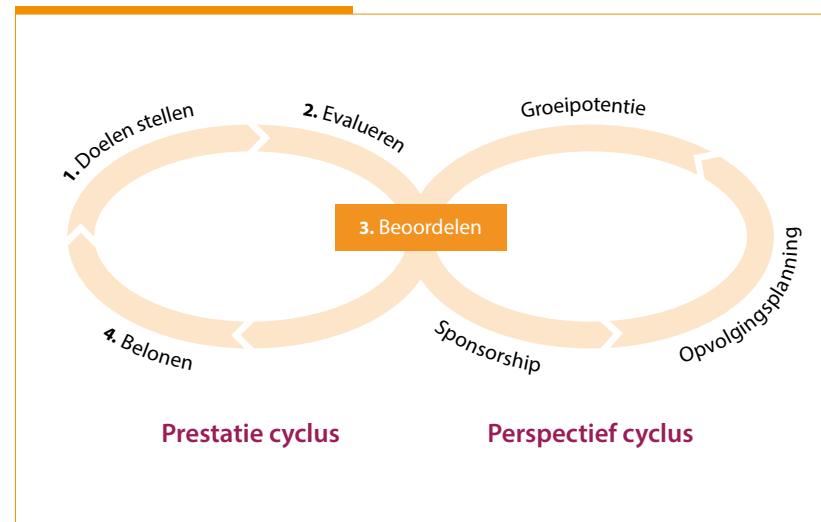 1. Doelen stellen
2. Evalueren
3. Beoordelen
4. Belonen
Groeipotentie
Opvolgingsplanning
Sponsorship
Prestatie cyclus
Perspectief cyclus